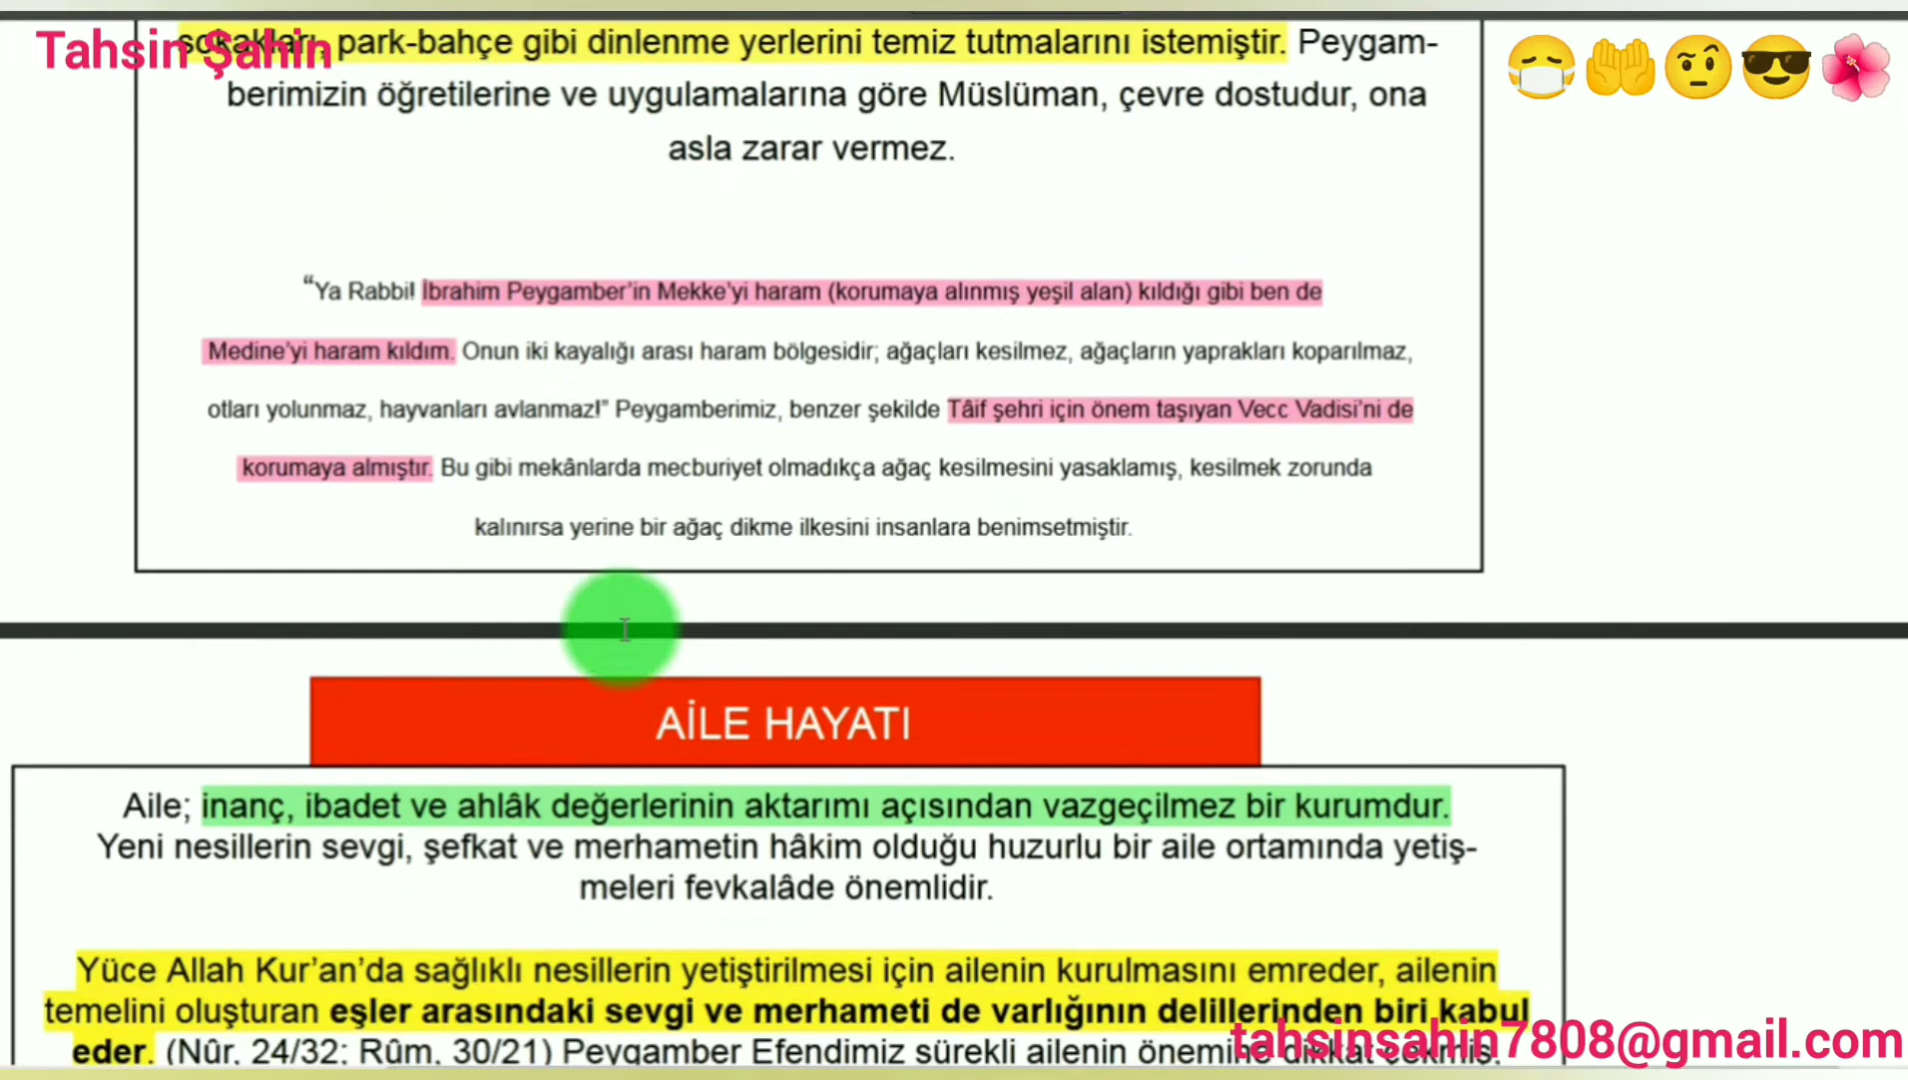 Tahsin Şahin
sokakları, park-bahçe gibi dinlenme yerlerini temiz tutmalarını istemiştir. Peygam-
berimizin öğretilerine ve uygulamalarına göre Müslüman, çevre dostudur, ona
asla zarar vermez.
“Ya Rabbi! İbrahim Peygamber’in Mekke’yi haram (korumaya alınmış yeşil alan) kıldığı gibi ben de
Medine’yi haram kıldım. Onun iki kayalığı arası haram bölgesidir; ağaçları kesilmez, ağaçların yaprakları koparılmaz,
otları yolunmaz, hayvanları avlanmaz!” Peygamberimiz, benzer şekilde Tâif şehri için önem taşıyan Vecc Vadisi’ni de
korumaya almıştır. Bu gibi mekânlarda mecburiyet olmadıkça ağaç kesilmesini yasaklamış, kesilmek zorunda
kalınırsa yerine bir ağaç dikme ilkesini insanlara benimsetmiştir.
AİLE HAYATI
Aile; inanç, ibadet ve ahlâk değerlerinin aktarımı açısından vazgeçilmez bir kurumdur.
Yeni nesillerin sevgi, şefkat ve merhametin hâkim olduğu huzurlu bir aile ortamında yetiş-
meleri fevkalâde önemlidir.
Yüce Allah Kur’an’da sağlıklı nesillerin yetiştirilmesi için ailenin kurulmasını emreder, ailenin
temelini oluşturan eşler arasındaki sevgi ve merhameti de varlığının delillerinden biri kabul
eder. (Nûr, 24/32; Rûm, 30/21) Peygamber Efendimiz sürekli ailenin önemine dikkat çekmiş,
tahsinsahin7808@gmail.com